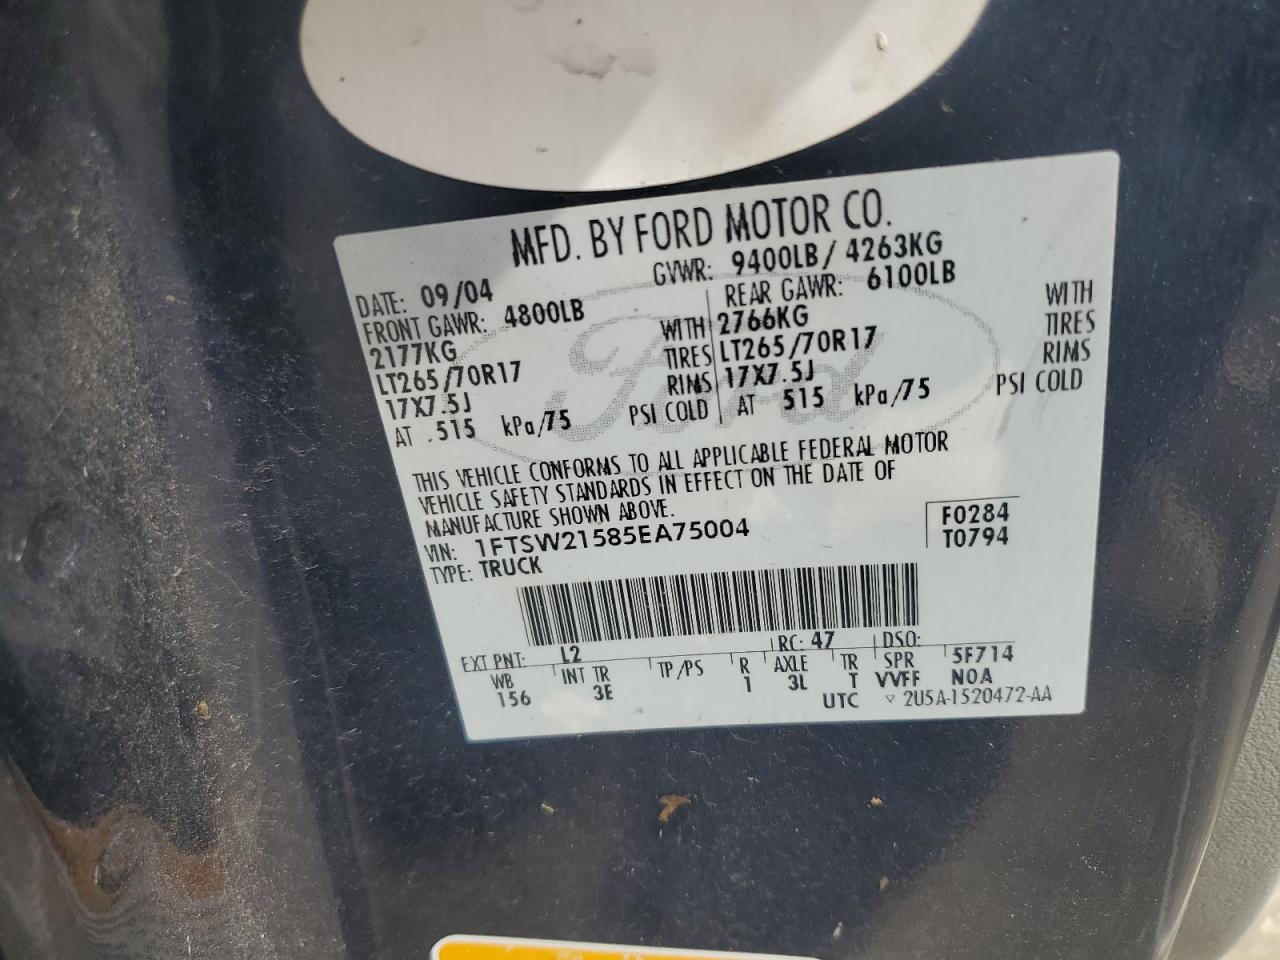 MFD. BY FORD MOTOR CO.
DATE: 09/04 GVWR: 9400LB / 4263KG
FRONT GAWR: 4800LB REAR GAWR: 6100LB
2177KG WITH 2766KG WITH
LT265/70R17 TIRES LT265/70R17 TIRES
17X7.5J RIMS 17X7.5J RIMS
AT 515 kPa/75 PSI COLD AT 515 kPa/75 PSI COLD
THIS VEHICLE CONFORMS TO ALL APPLICABLE FEDERAL MOTOR
VEHICLE SAFETY STANDARDS IN EFFECT ON THE DATE OF
MANUFACTURE SHOWN ABOVE.
VIN: 1FTSW21585EA75004 F0284
TYPE: TRUCK T0794
EXT PNT: L2 RC: 47 DSO:
WB INT TR TP/PS R AXLE TR SPR 5F714
156 3E 1 3L T VVFF NOA
UTC ▽ 2U5A-1520472-AA
Ford